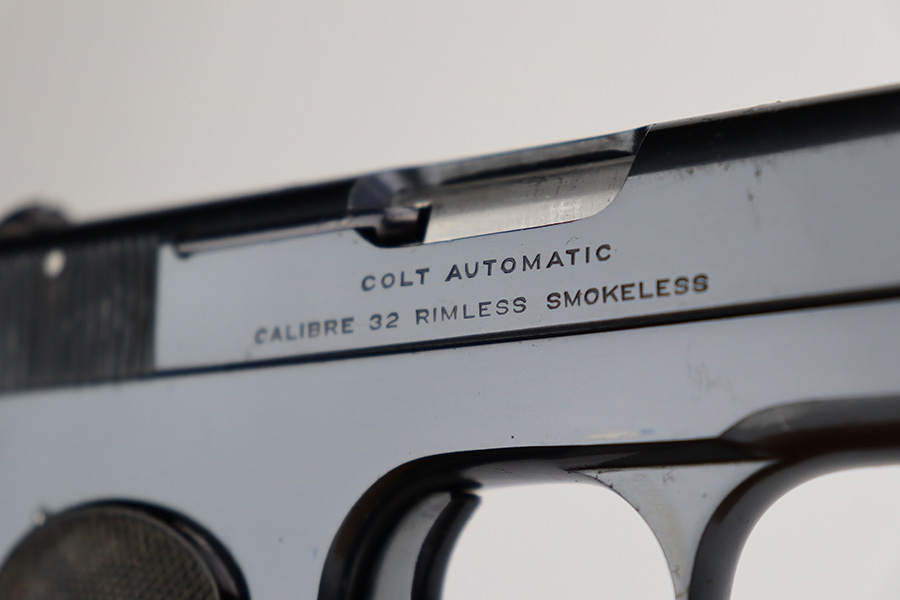 COLT AUTOMATIC
CALIBRE 32 RIMLESS SMOKELESS